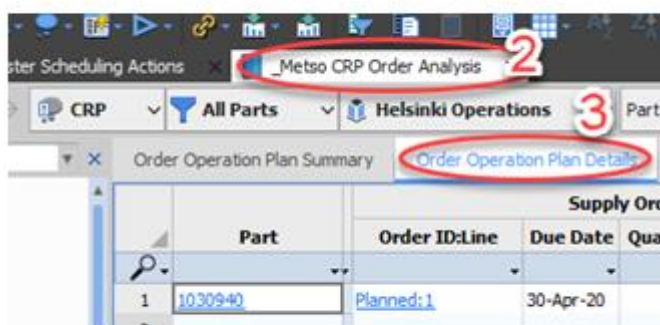 ster Scheduling Actions _Metso CRP Order Analysis 2
CRP All Parts Helsinki Operations 3 Part
Order Operation Plan Summary Order Operation Plan Details
Supply Ord
Part Order ID:Line Due Date Qua
1 1030940 Planned:1 30-Apr-20